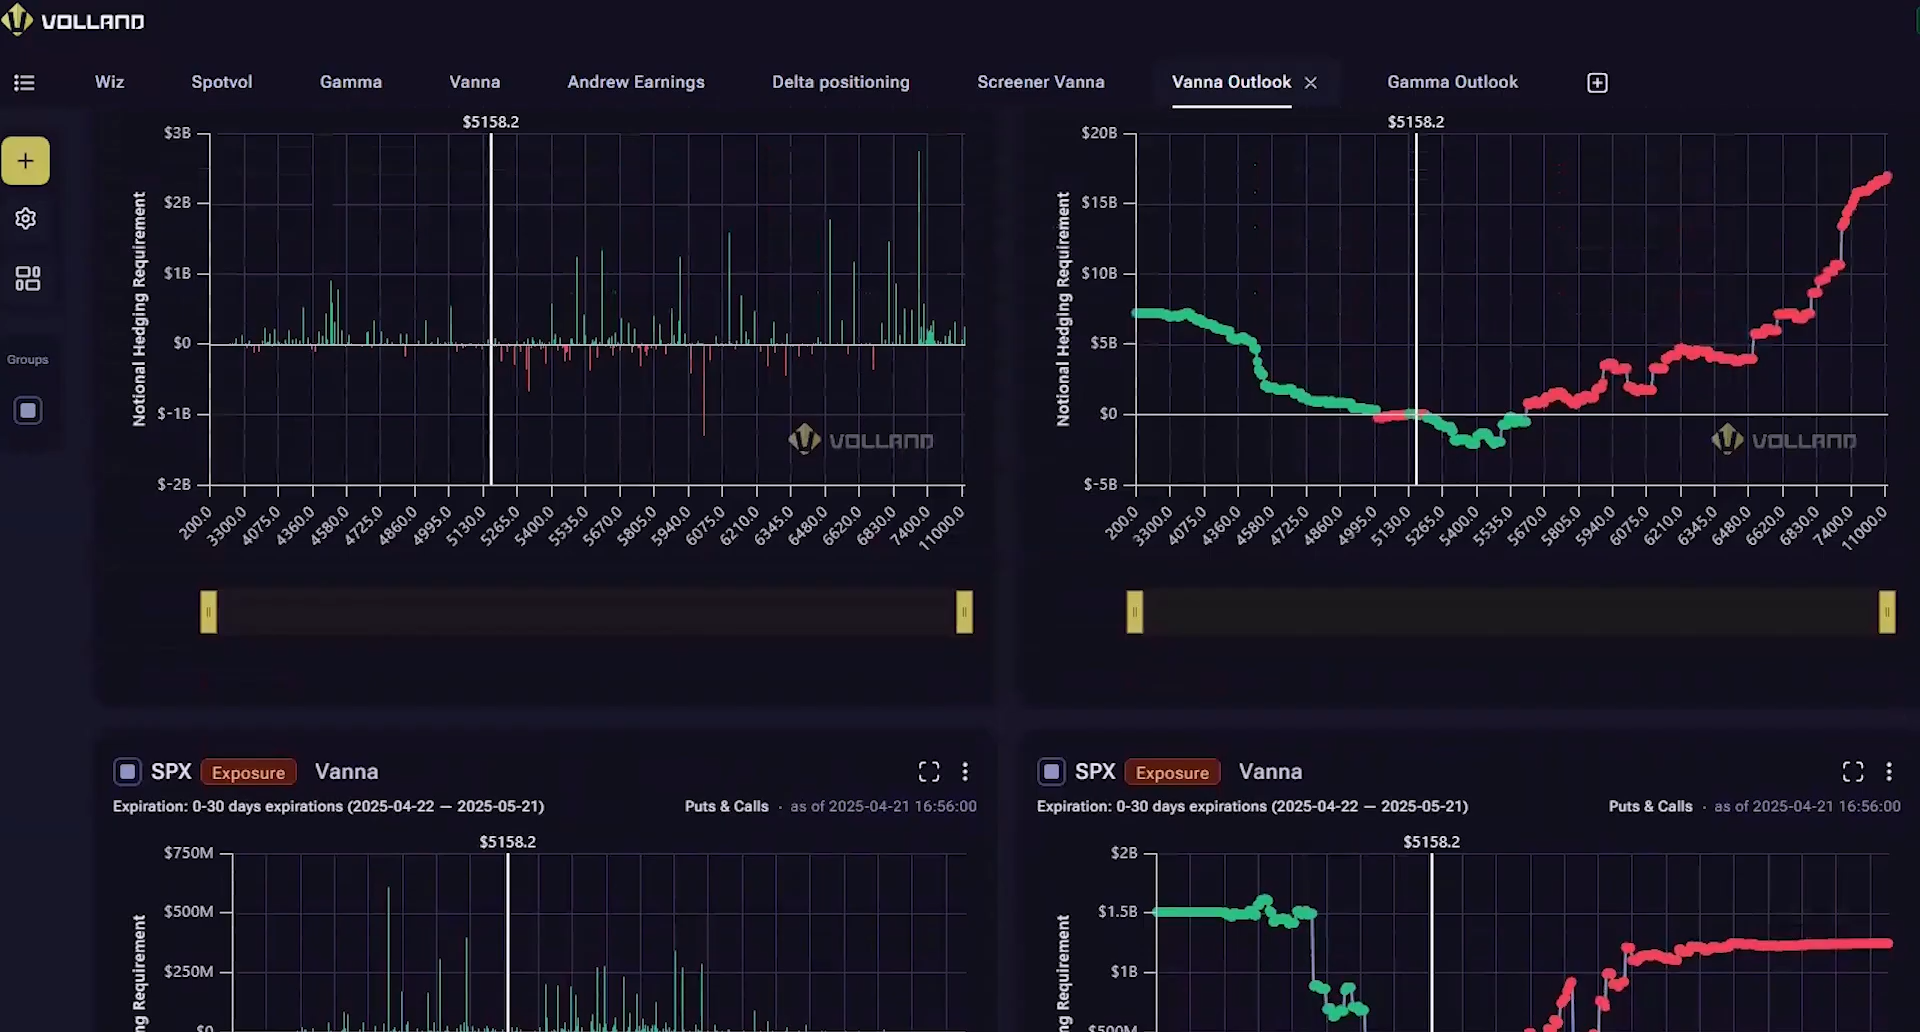 VOLLAND
Wiz
Spotvol
Gamma
Vanna
Andrew Earnings
Delta positioning
Screener Vanna
Vanna Outlook
Gamma Outlook
Groups
$5158.2
Notional Hedging Requirement
$3B
$2B
$1B
$0
$-1B
$-2B
200.0 3300.0 4075.0 4360.0 4580.0 4725.0 4860.0 4995.0 5130.0 5265.0 5400.0 5535.0 5670.0 5805.0 5940.0 6075.0 6210.0 6345.0 6480.0 6620.0 6830.0 7400.0 11000.0
VOLLAND
$5158.2
Notional Hedging Requirement
$20B
$15B
$10B
$5B
$0
$-5B
200.0 3300.0 4075.0 4360.0 4580.0 4725.0 4860.0 4995.0 5130.0 5265.0 5400.0 5535.0 5670.0 5805.0 5940.0 6075.0 6210.0 6345.0 6480.0 6620.0 6830.0 7400.0 11000.0
VOLLAND
SPX Exposure Vanna
Expiration: 0-30 days expirations (2025-04-22 — 2025-05-21)
Puts & Calls · as of 2025-04-21 16:56:00
$5158.2
$750M
$500M
$250M
$0
ng Requirement
SPX Exposure Vanna
Expiration: 0-30 days expirations (2025-04-22 — 2025-05-21)
Puts & Calls · as of 2025-04-21 16:56:00
$5158.2
$2B
$1.5B
$1B
$500M
ng Requirement